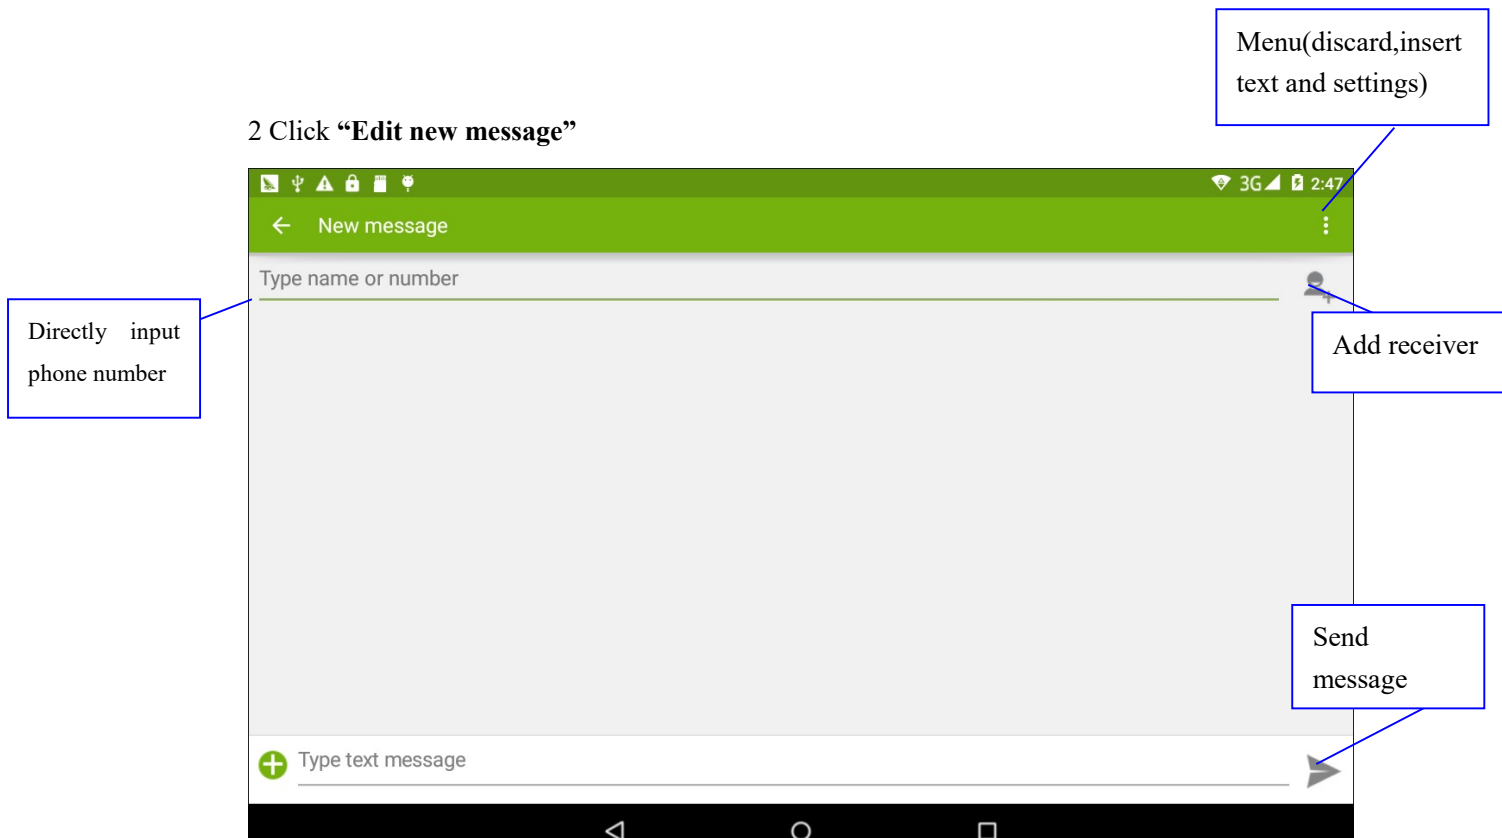 Menu(discard,insert
text and settings)
2 Click “Edit new message”
3G 2:47
New message
Type name or number
Directly input
phone number
Add receiver
Send
message
Type text message